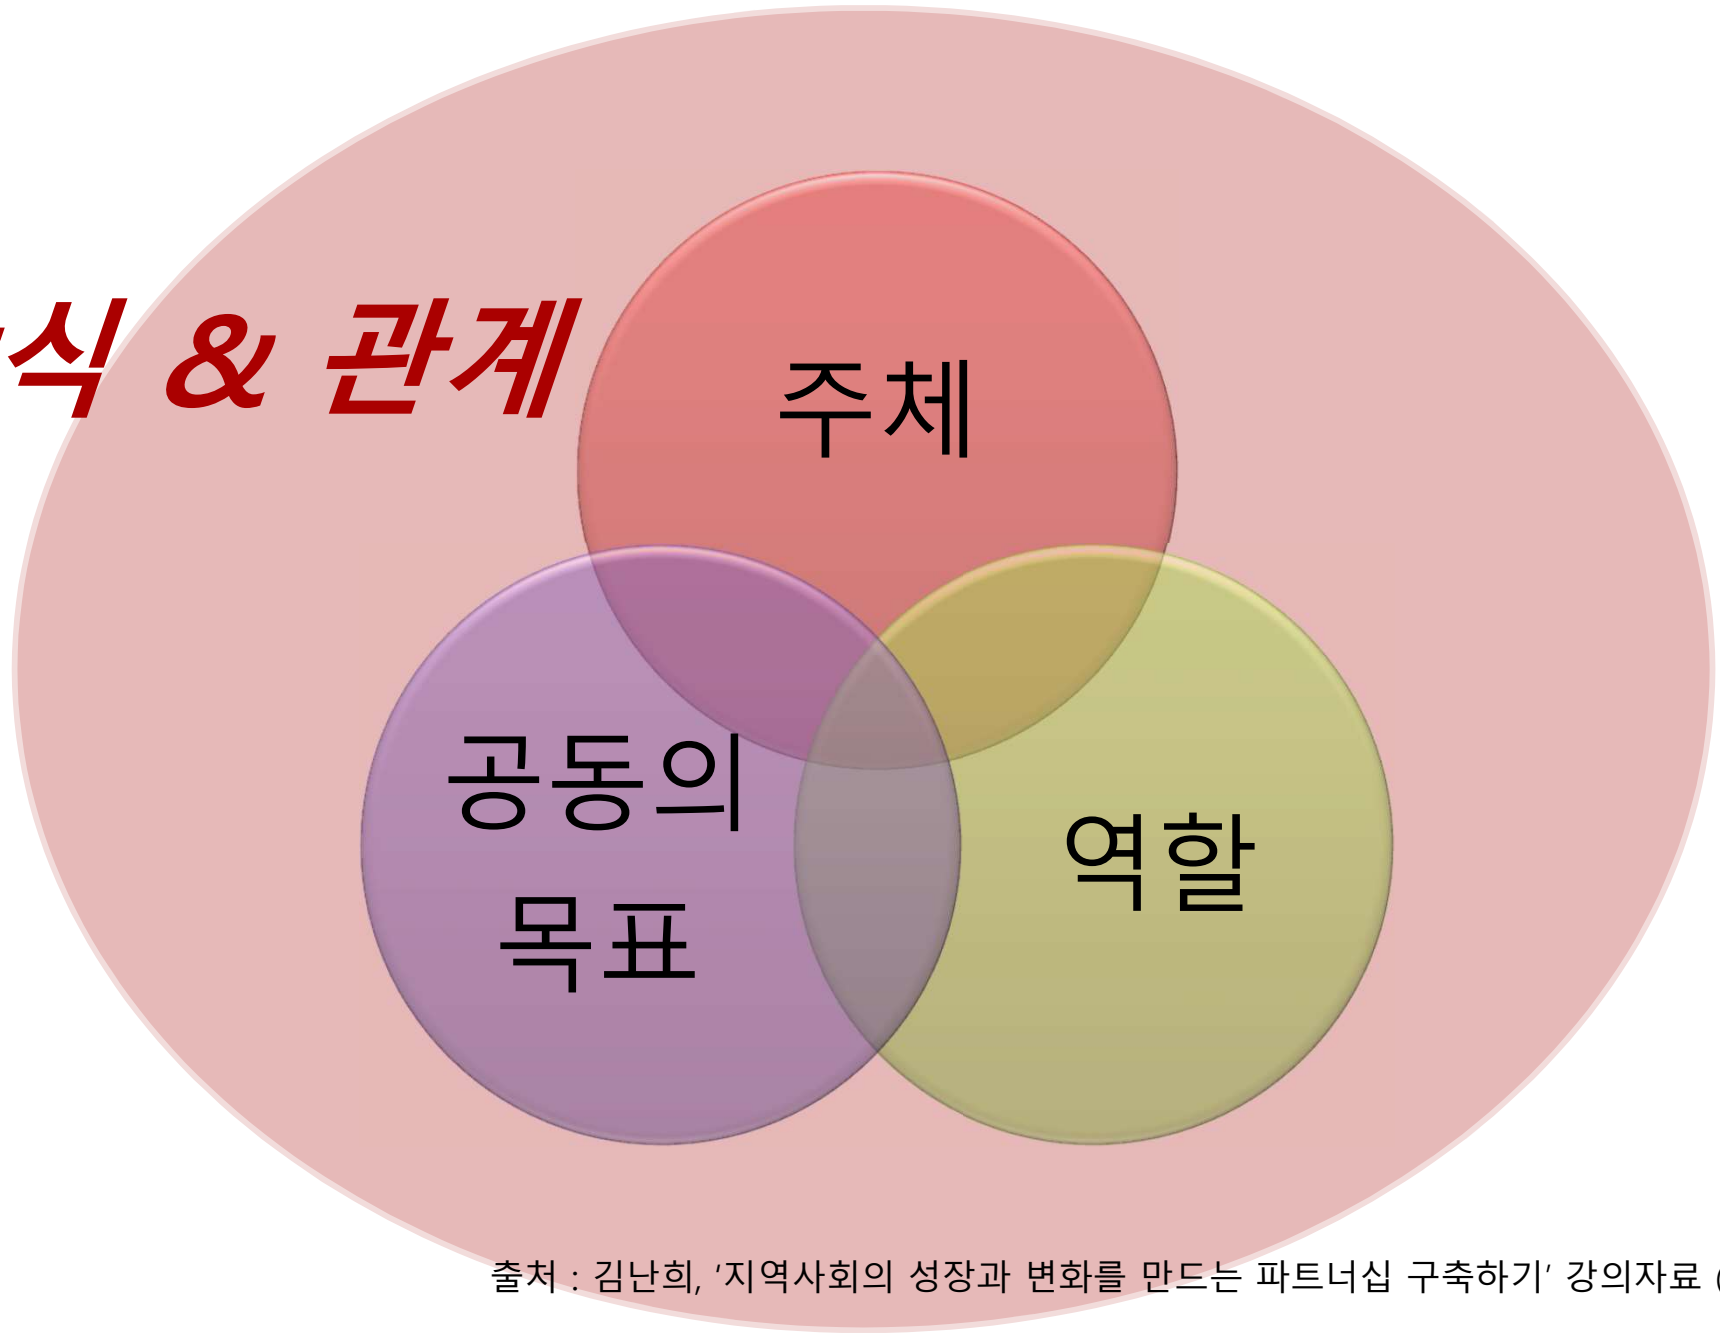 & 관계
주체
공동의
목표
역할
출처 : 김난희, '지역사회의 성장과 변화를 만드는 파트너십 구축하기' 강의자료 (